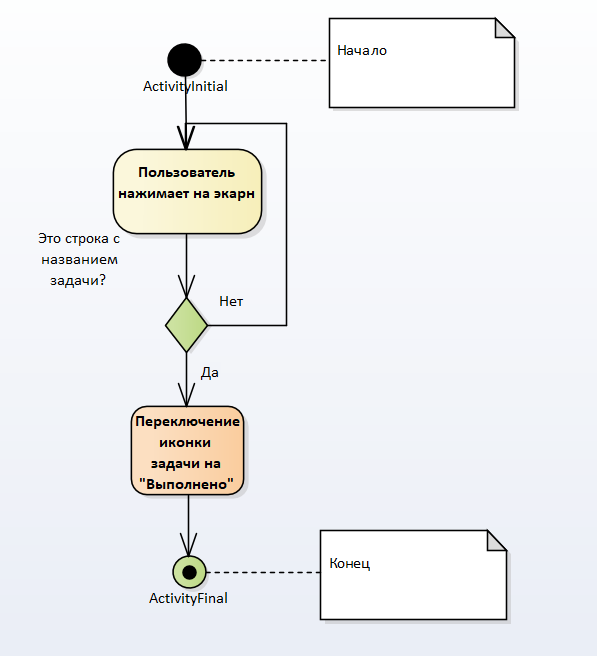 Начало
ActivityInitial
Пользователь
нажимает на экарн
Это строка с
названием
задачи?
Нет
Да
Переключение
иконки
задачи на
"Выполнено"
Конец
ActivityFinal